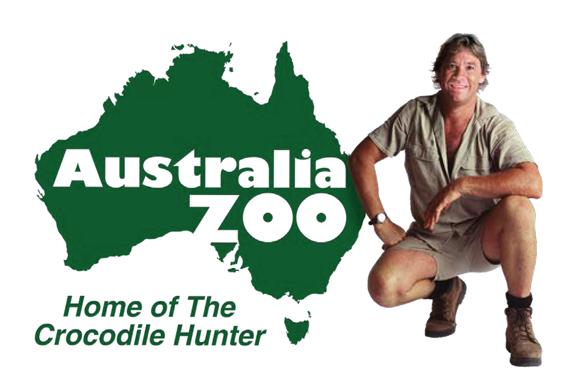 Australia
ZOO
Home of The
Crocodile Hunter